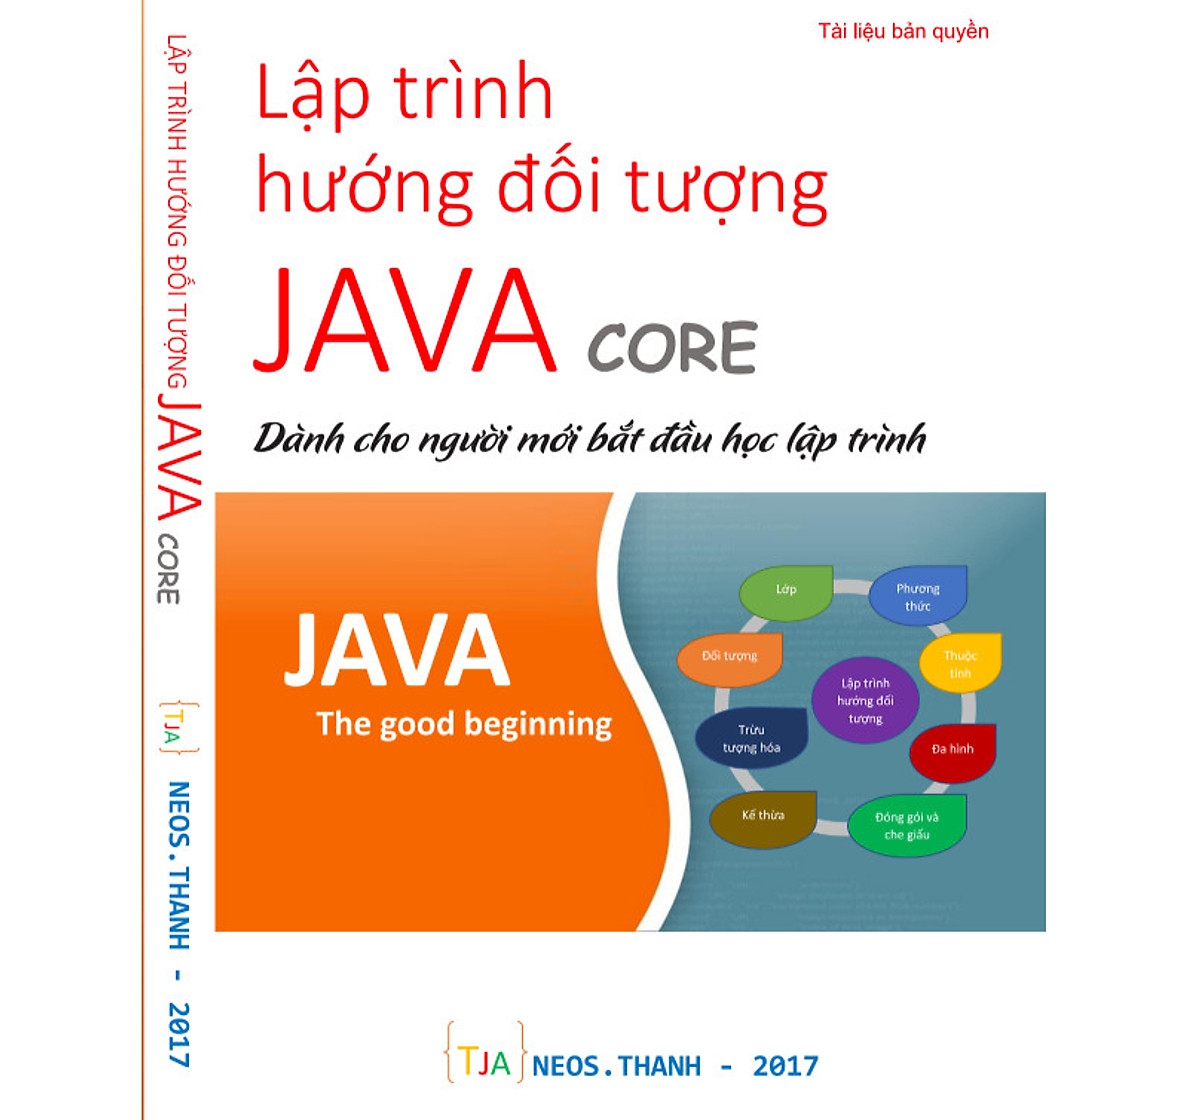 LẬP TRÌNH HƯỚNG ĐỐI TƯỢNG JAVA CORE
{TJA} NEOS.THANH - 2017
Tài liệu bản quyền
Lập trình
hướng đối tượng
JAVA CORE
Dành cho người mới bắt đầu học lập trình
JAVA
The good beginning
Lớp
Phương
thức
Đối tượng
Thuộc
tính
Lập trình
hướng đối
tượng
Trừu
tượng hóa
Đa hình
Kế thừa
Đóng gói và
che giấu
{TJA} NEOS.THANH - 2017